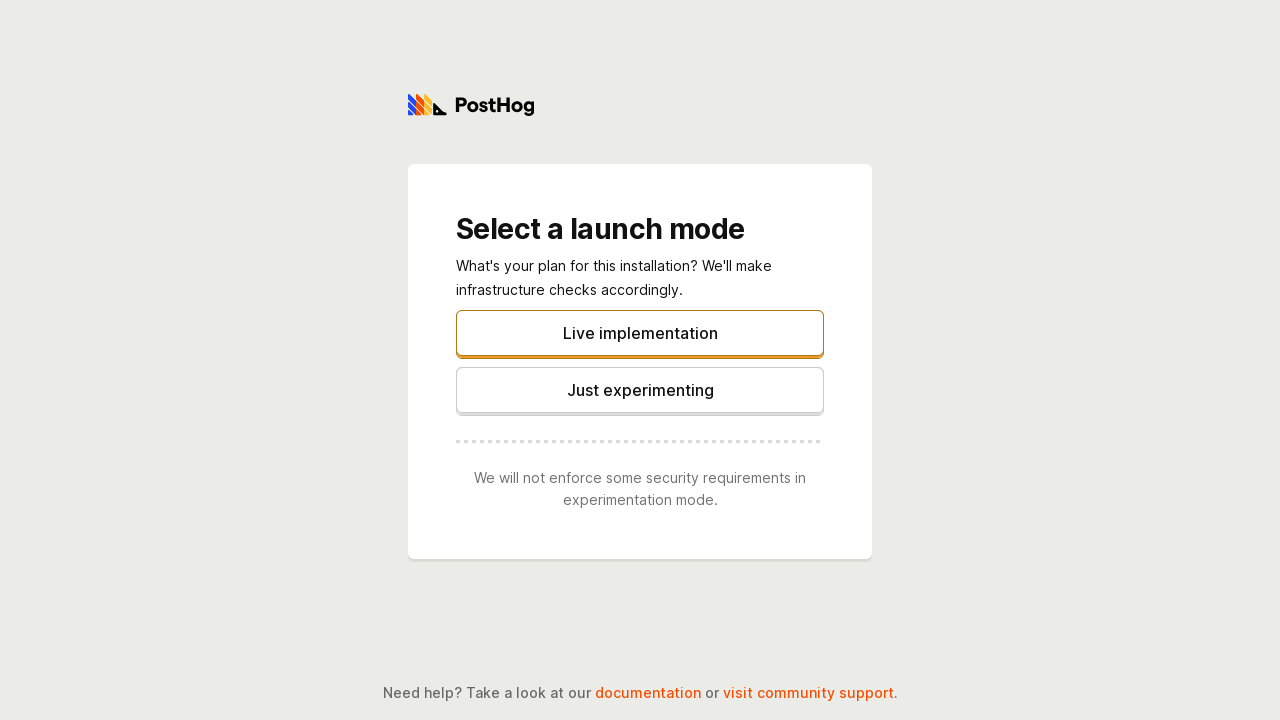 PostHog
Select a launch mode
What's your plan for this installation? We'll make
infrastructure checks accordingly.
Live implementation
Just experimenting
We will not enforce some security requirements in
experimentation mode.
Need help? Take a look at our documentation or visit community support.